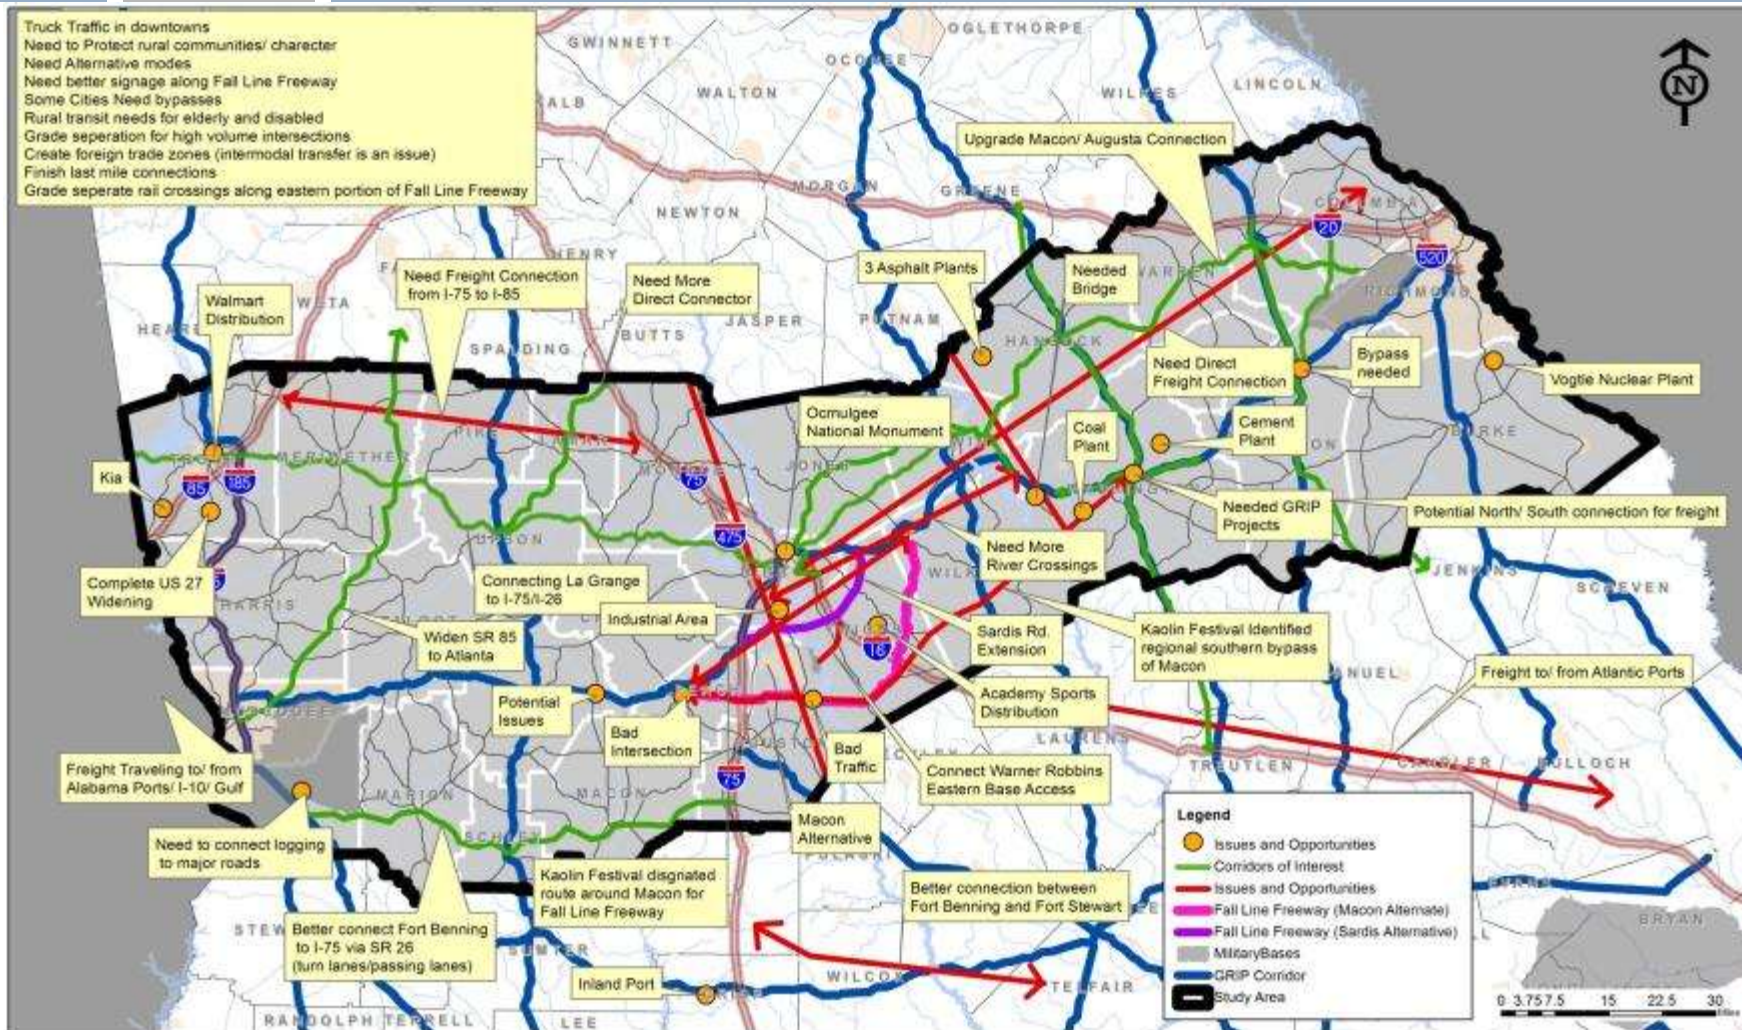 Truck Traffic in downtowns
Need to Protect rural communities/ charecter
Need Alternative modes
Need better signage along Fall Line Freeway
Some Cities Need bypasses
Rural transit needs for elderly and disabled
Grade seperation for high volume intersections
Create foreign trade zones (intermodal transfer is an issue)
Finish last mile connections
Grade seperate rail crossings along eastern portion of Fall Line Freeway
GWINNETT
OGLETHORPE
OCONEE
WALTON
WILKES
LINCOLN
N
Upgrade Macon/ Augusta Connection
MORGAN
GREENE
NEWTON
COLUMBIA
20
520
HENRY
3 Asphalt Plants
Needed
Bridge
WARREN
RICHMOND
Need Freight Connection
from I-75 to I-85
Need More
Direct Connector
Walmart
Distribution
JASPER
PUTNAM
BUTTS
SPALDING
HANCOCK
Need Direct
Freight Connection
Bypass
needed
Vogtle Nuclear Plant
Ocmulgee
National Monument
Coal
Plant
Cement
Plant
BURKE
PIKE
MERIWETHER
JONES
Kia
85
185
75
Needed GRIP
Projects
Potential North/ South connection for freight
475
UPSON
Need More
River Crossings
JENKINS
SCREVEN
Complete US 27
Widening
HARRIS
Connecting La Grange
to I-75/I-26
Industrial Area
Widen SR 85
to Atlanta
16
Sardis Rd.
Extension
Kaolin Festival Identified
regional southern bypass
of Macon
Freight to/ from Atlantic Ports
Potential
Issues
Bad
Intersection
Academy Sports
Distribution
LAURENS
Bad
Traffic
Connect Warner Robbins
Eastern Base Access
TREUTLEN
CANDLER
BULLOCH
Freight Traveling to/ from
Alabama Ports/ I-10/ Gulf
75
MARION
MACON
SCHLEY
Need to connect logging
to major roads
Macon
Alternative
PULASKI
Kaolin Festival disgnated
route around Macon for
Fall Line Freeway
Better connection between
Fort Benning and Fort Stewart
Better connect Fort Benning
to I-75 via SR 26
(turn lanes/passing lanes)
SUMTER
Inland Port
WILCOX
TELFAIR
EVANS
BRYAN
RANDOLPH
TERRELL
LEE
Legend
Issues and Opportunities
Corridors of Interest
Issues and Opportunities
Fall Line Freeway (Macon Alternate)
Fall Line Freeway (Sardis Alternative)
MilitaryBases
GRIP Corridor
Study Area
0 3.75 7.5 15 22.5 30
Miles